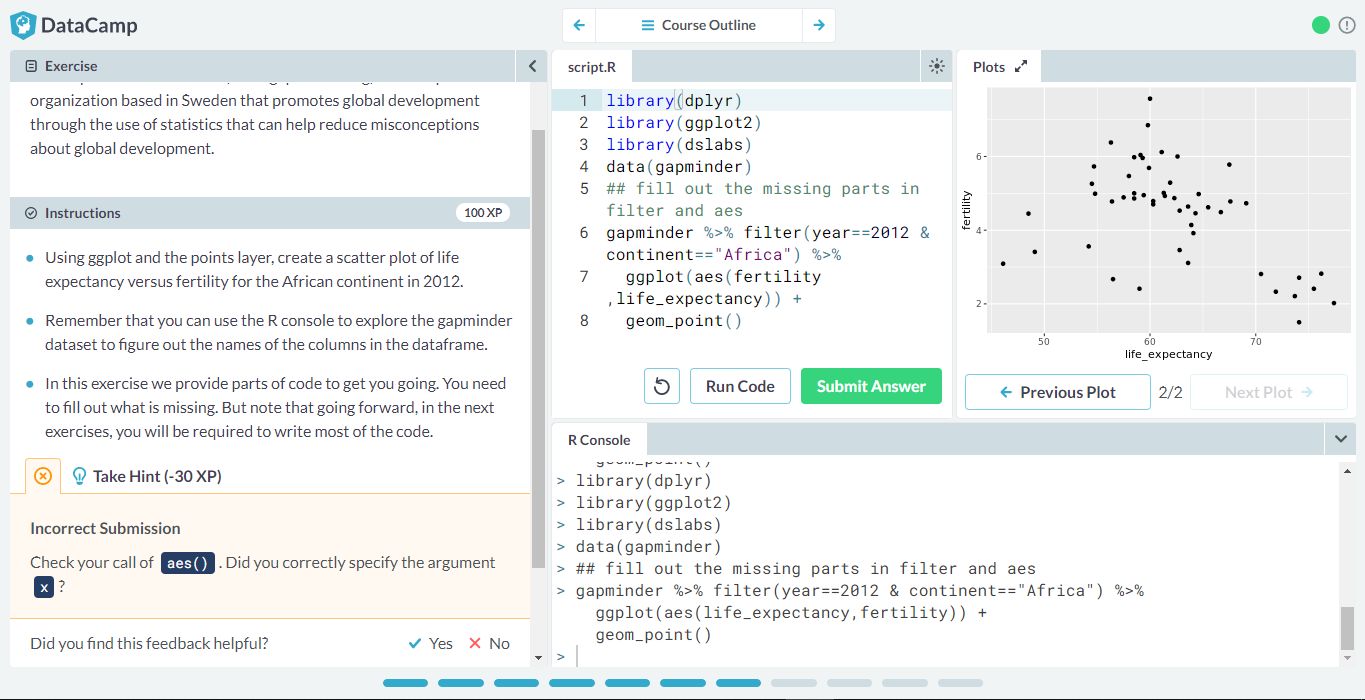 DataCamp
Course Outline
Exercise
organization based in Sweden that promotes global development
through the use of statistics that can help reduce misconceptions
about global development.
Instructions
100 XP
Using ggplot and the points layer, create a scatter plot of life
expectancy versus fertility for the African continent in 2012.
Remember that you can use the R console to explore the gapminder
dataset to figure out the names of the columns in the dataframe.
In this exercise we provide parts of code to get you going. You need
to fill out what is missing. But note that going forward, in the next
exercises, you will be required to write most of the code.
Take Hint (-30 XP)
Incorrect Submission
Check your call of aes() . Did you correctly specify the argument
x ?
Did you find this feedback helpful?
Yes
No
script.R
1 library(dplyr)
2 library(ggplot2)
3 library(dslabs)
4 data(gapminder)
5 ## fill out the missing parts in
filter and aes
6 gapminder %>% filter(year==2012 &
continent=="Africa") %>%
7 ggplot(aes(fertility
,life_expectancy)) +
8 geom_point()
Run Code
Submit Answer
Plots
6
4
2
fertility
50
60
70
life_expectancy
Previous Plot
2/2
Next Plot
R Console
geom_point()
> library(dplyr)
> library(ggplot2)
> library(dslabs)
> data(gapminder)
> ## fill out the missing parts in filter and aes
> gapminder %>% filter(year==2012 & continent=="Africa") %>%
ggplot(aes(life_expectancy,fertility)) +
geom_point()
>